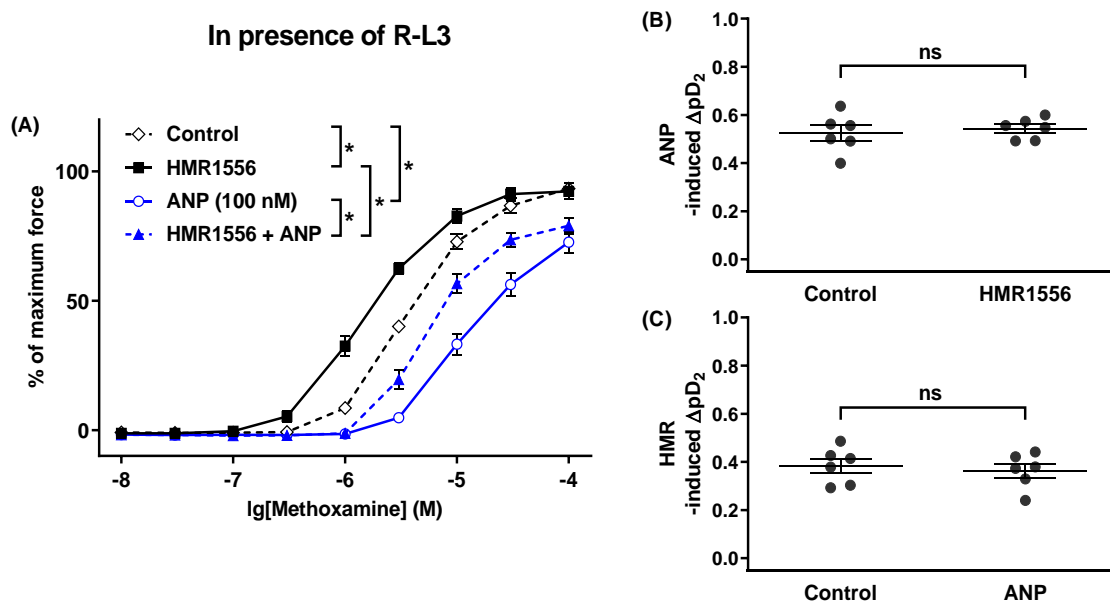 In presence of R-L3
(A)
Control
HMR1556
ANP (100 nM)
HMR1556 + ANP
*
*
*
*
% of maximum force
100
50
0
-8
-7
-6
-5
-4
lg[Methoxamine] (M)
(B)
ANP
-induced ΔpD2
1.0
0.8
0.6
0.4
0.2
0.0
ns
Control
HMR1556
(C)
HMR
-induced ΔpD2
1.0
0.8
0.6
0.4
0.2
0.0
ns
Control
ANP